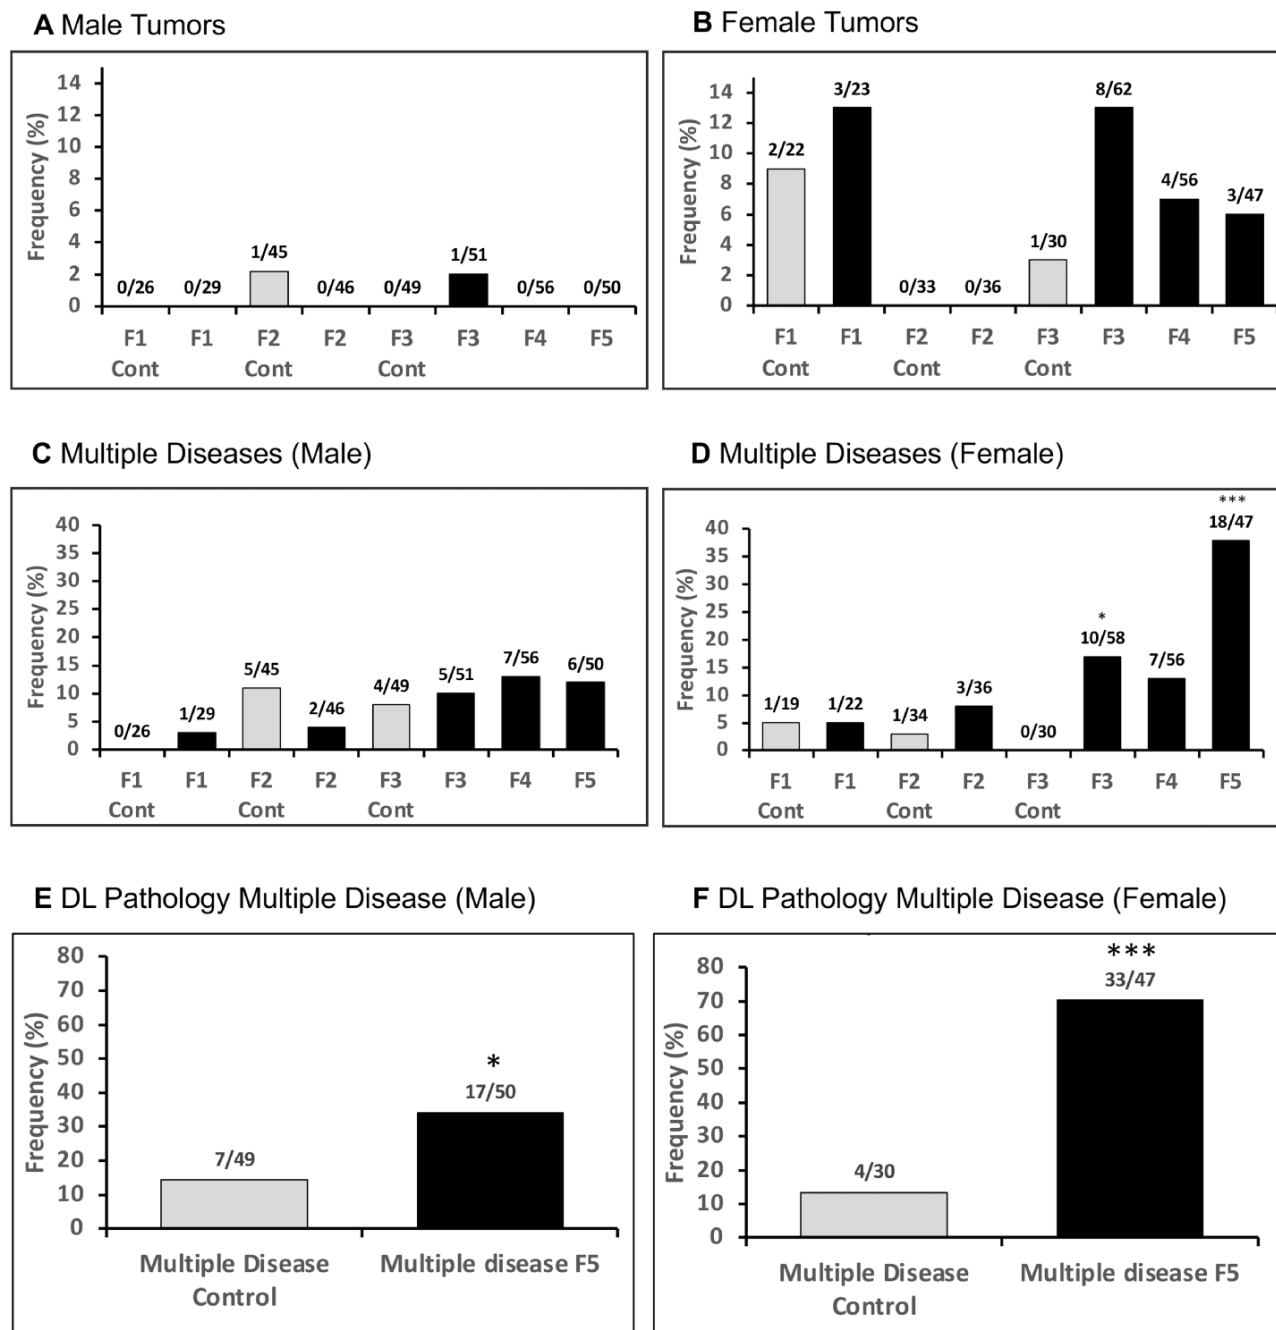 A Male Tumors
Frequency (%)
14
12
10
8
6
4
2
0
0/26 0/29 1/45 0/46 0/49 1/51 0/56 0/50
F1 F1 F2 F2 F3 F3 F4 F5
Cont Cont Cont
B Female Tumors
Frequency (%)
14
12
10
8
6
4
2
0
2/22 3/23 0/33 0/36 1/30 8/62 4/56 3/47
F1 F1 F2 F2 F3 F3 F4 F5
Cont Cont Cont
C Multiple Diseases (Male)
Frequency (%)
40
35
30
25
20
15
10
5
0
0/26 1/29 5/45 2/46 4/49 5/51 7/56 6/50
F1 F1 F2 F2 F3 F3 F4 F5
Cont Cont Cont
D Multiple Diseases (Female)
Frequency (%)
40
35
30
25
20
15
10
5
0
* ***
1/19 1/22 1/34 3/36 0/30 10/58 7/56 18/47
F1 F1 F2 F2 F3 F3 F4 F5
Cont Cont Cont
E DL Pathology Multiple Disease (Male)
Frequency (%)
80
70
60
50
40
30
20
10
0
*
7/49 17/50
Multiple Disease Multiple disease F5
Control
F DL Pathology Multiple Disease (Female)
Frequency (%)
80
70
60
50
40
30
20
10
0
***
4/30 33/47
Multiple Disease Multiple disease F5
Control